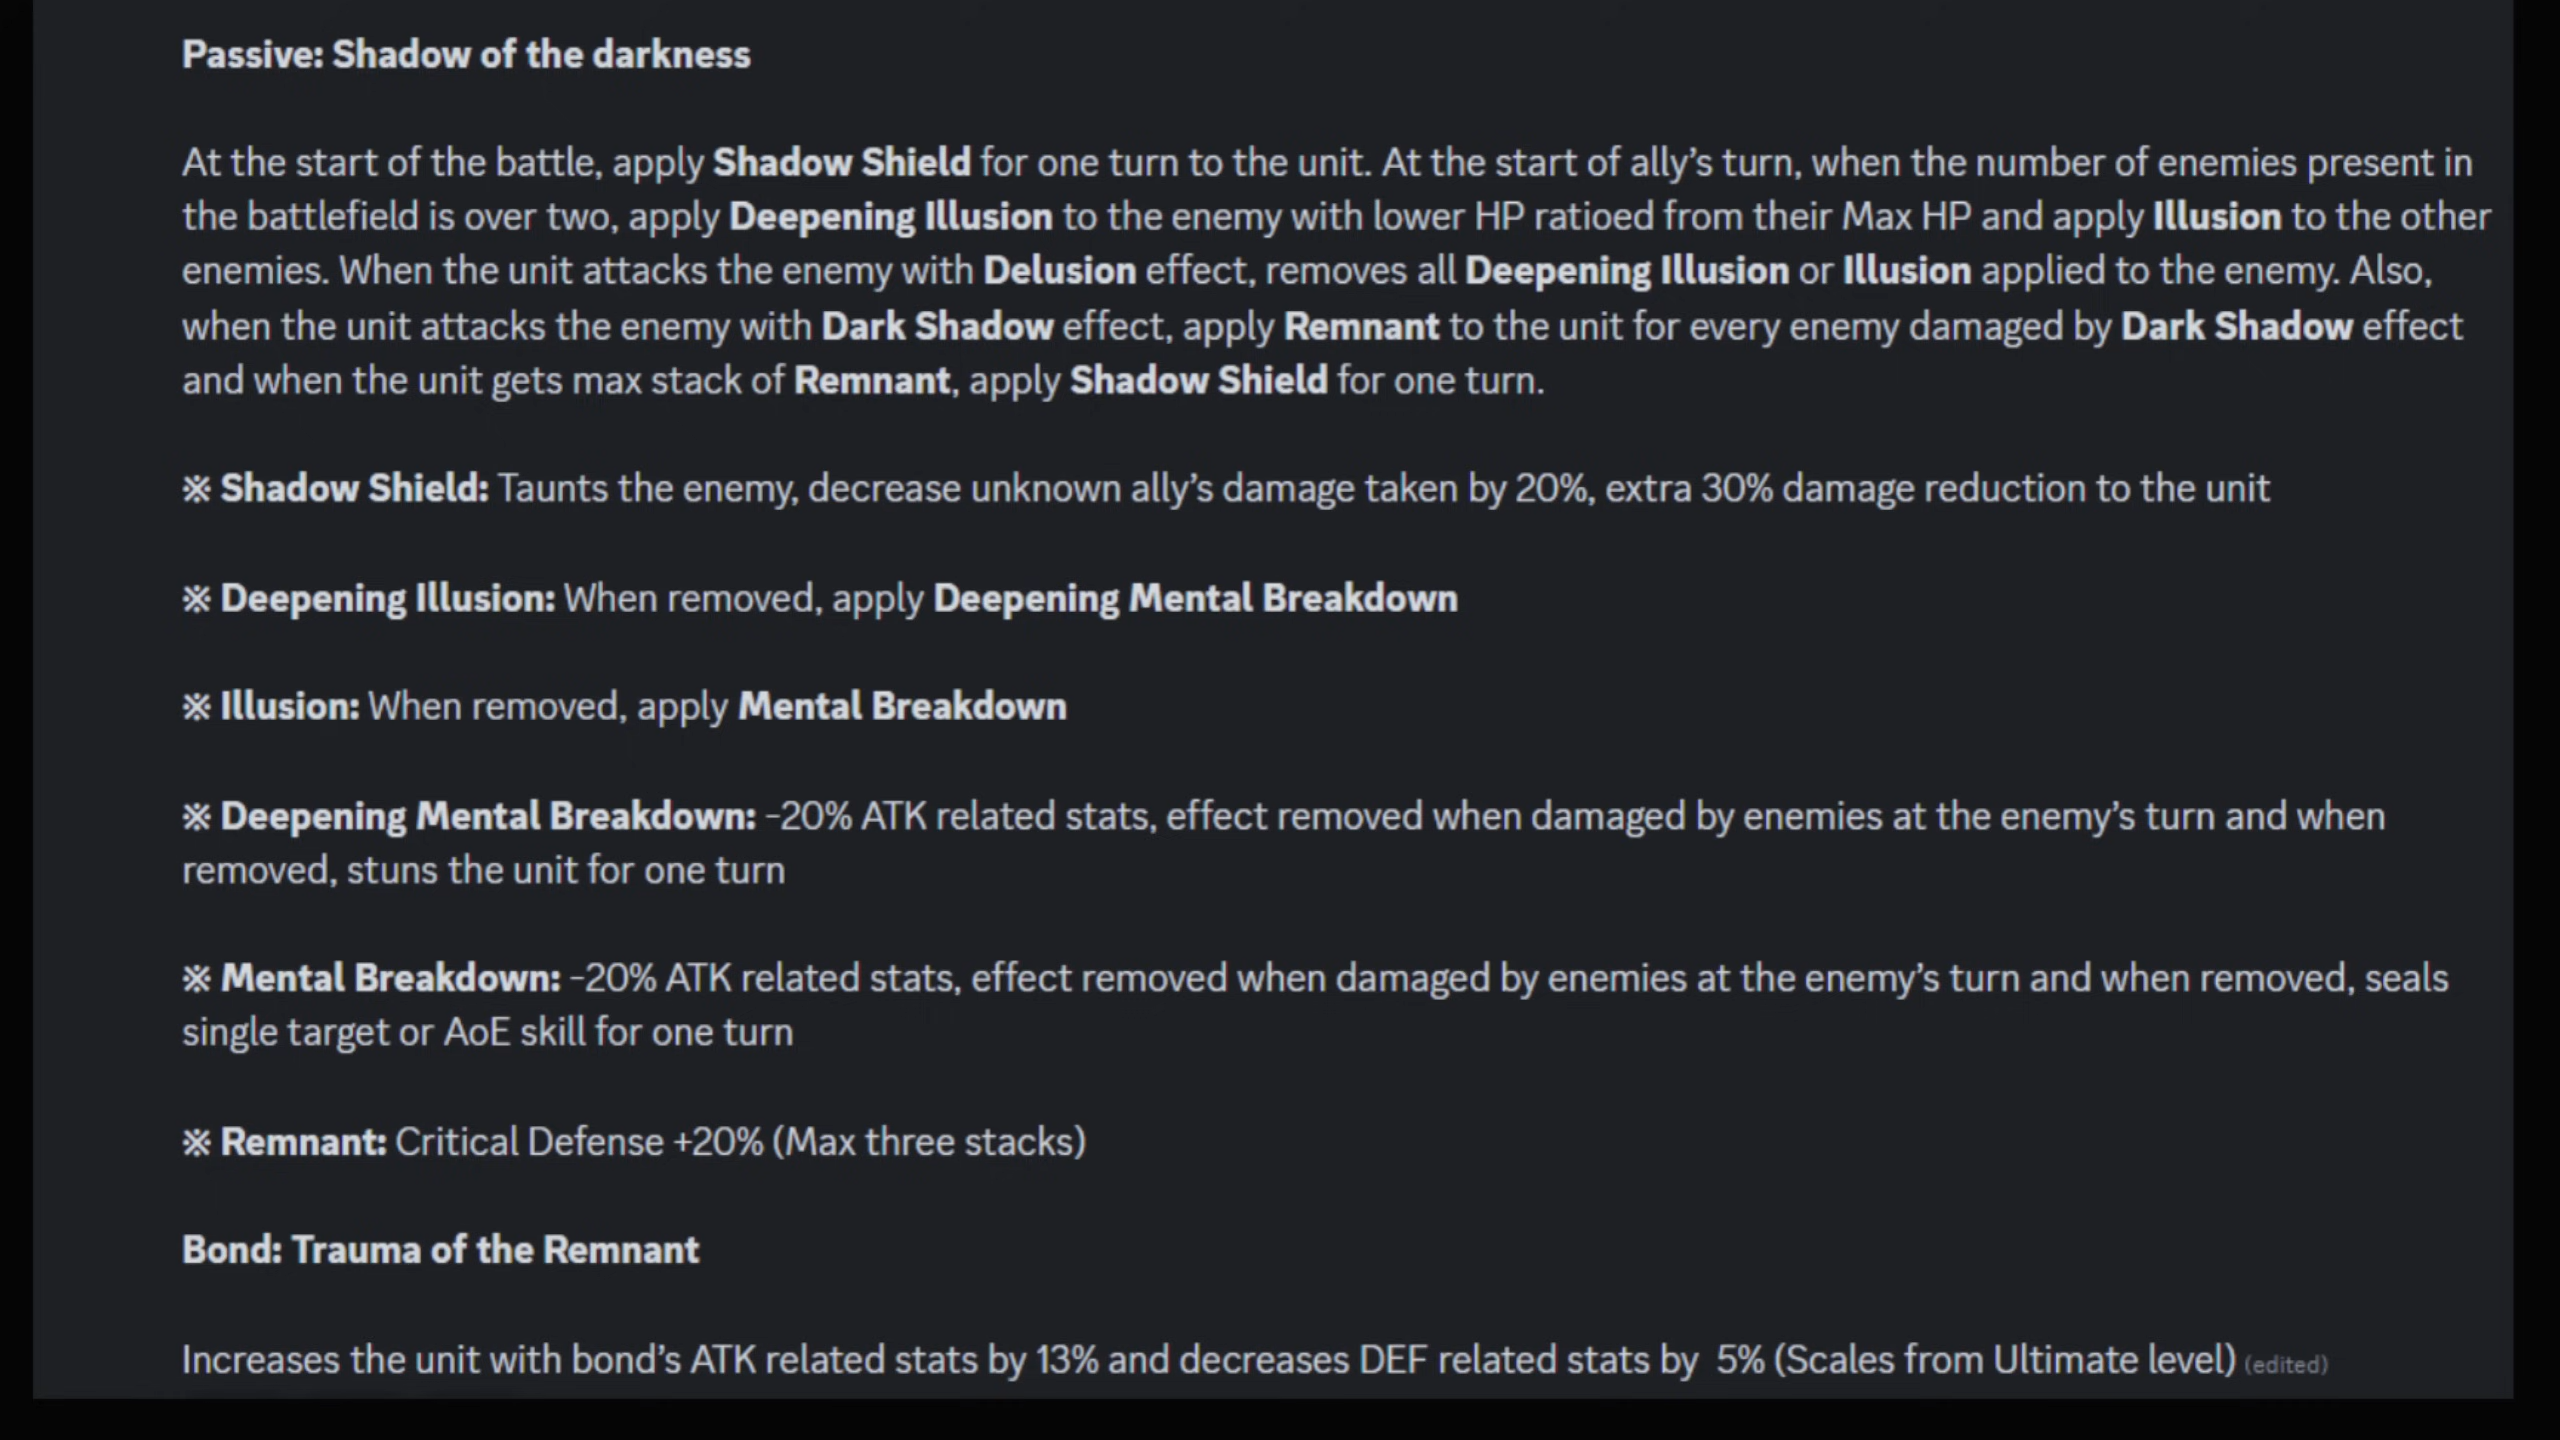 Passive: Shadow of the darkness
At the start of the battle, apply Shadow Shield for one turn to the unit. At the start of ally’s turn, when the number of enemies present in
the battlefield is over two, apply Deepening Illusion to the enemy with lower HP ratioed from their Max HP and apply Illusion to the other
enemies. When the unit attacks the enemy with Delusion effect, removes all Deepening Illusion or Illusion applied to the enemy. Also,
when the unit attacks the enemy with Dark Shadow effect, apply Remnant to the unit for every enemy damaged by Dark Shadow effect
and when the unit gets max stack of Remnant, apply Shadow Shield for one turn.
※ Shadow Shield: Taunts the enemy, decrease unknown ally’s damage taken by 20%, extra 30% damage reduction to the unit
※ Deepening Illusion: When removed, apply Deepening Mental Breakdown
※ Illusion: When removed, apply Mental Breakdown
※ Deepening Mental Breakdown: -20% ATK related stats, effect removed when damaged by enemies at the enemy’s turn and when
removed, stuns the unit for one turn
※ Mental Breakdown: -20% ATK related stats, effect removed when damaged by enemies at the enemy’s turn and when removed, seals
single target or AoE skill for one turn
※ Remnant: Critical Defense +20% (Max three stacks)
Bond: Trauma of the Remnant
Increases the unit with bond’s ATK related stats by 13% and decreases DEF related stats by  5% (Scales from Ultimate level) (edited)